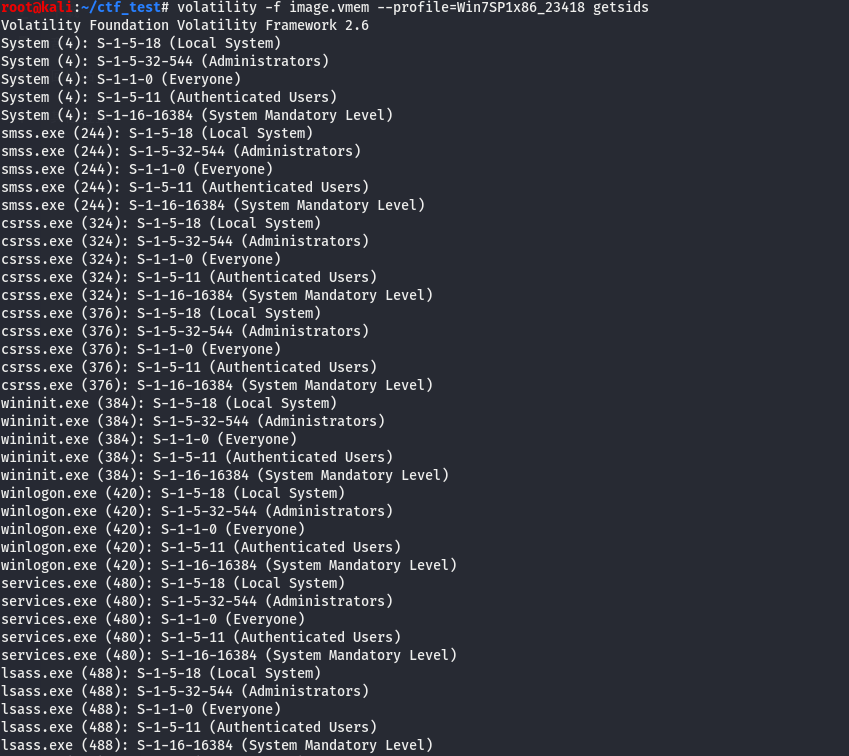 root@kali:~/ctf_test# volatility -f image.vmem --profile=Win7SP1x86_23418 getsids
Volatility Foundation Volatility Framework 2.6
System (4): S-1-5-18 (Local System)
System (4): S-1-5-32-544 (Administrators)
System (4): S-1-1-0 (Everyone)
System (4): S-1-5-11 (Authenticated Users)
System (4): S-1-16-16384 (System Mandatory Level)
smss.exe (244): S-1-5-18 (Local System)
smss.exe (244): S-1-5-32-544 (Administrators)
smss.exe (244): S-1-1-0 (Everyone)
smss.exe (244): S-1-5-11 (Authenticated Users)
smss.exe (244): S-1-16-16384 (System Mandatory Level)
csrss.exe (324): S-1-5-18 (Local System)
csrss.exe (324): S-1-5-32-544 (Administrators)
csrss.exe (324): S-1-1-0 (Everyone)
csrss.exe (324): S-1-5-11 (Authenticated Users)
csrss.exe (324): S-1-16-16384 (System Mandatory Level)
csrss.exe (376): S-1-5-18 (Local System)
csrss.exe (376): S-1-5-32-544 (Administrators)
csrss.exe (376): S-1-1-0 (Everyone)
csrss.exe (376): S-1-5-11 (Authenticated Users)
csrss.exe (376): S-1-16-16384 (System Mandatory Level)
wininit.exe (384): S-1-5-18 (Local System)
wininit.exe (384): S-1-5-32-544 (Administrators)
wininit.exe (384): S-1-1-0 (Everyone)
wininit.exe (384): S-1-5-11 (Authenticated Users)
wininit.exe (384): S-1-16-16384 (System Mandatory Level)
winlogon.exe (420): S-1-5-18 (Local System)
winlogon.exe (420): S-1-5-32-544 (Administrators)
winlogon.exe (420): S-1-1-0 (Everyone)
winlogon.exe (420): S-1-5-11 (Authenticated Users)
winlogon.exe (420): S-1-16-16384 (System Mandatory Level)
services.exe (480): S-1-5-18 (Local System)
services.exe (480): S-1-5-32-544 (Administrators)
services.exe (480): S-1-1-0 (Everyone)
services.exe (480): S-1-5-11 (Authenticated Users)
services.exe (480): S-1-16-16384 (System Mandatory Level)
lsass.exe (488): S-1-5-18 (Local System)
lsass.exe (488): S-1-5-32-544 (Administrators)
lsass.exe (488): S-1-1-0 (Everyone)
lsass.exe (488): S-1-5-11 (Authenticated Users)
lsass.exe (488): S-1-16-16384 (System Mandatory Level)